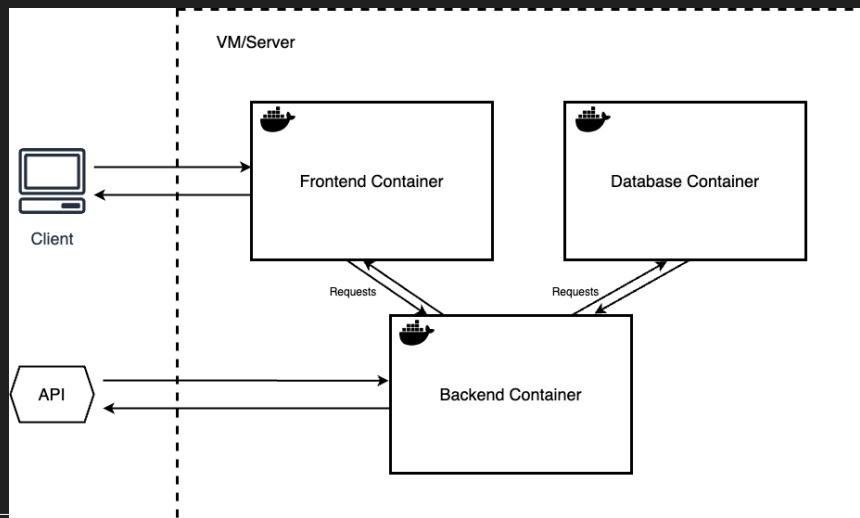 VM/Server
Frontend Container
Database Container
Client
Requests
Requests
API
Backend Container